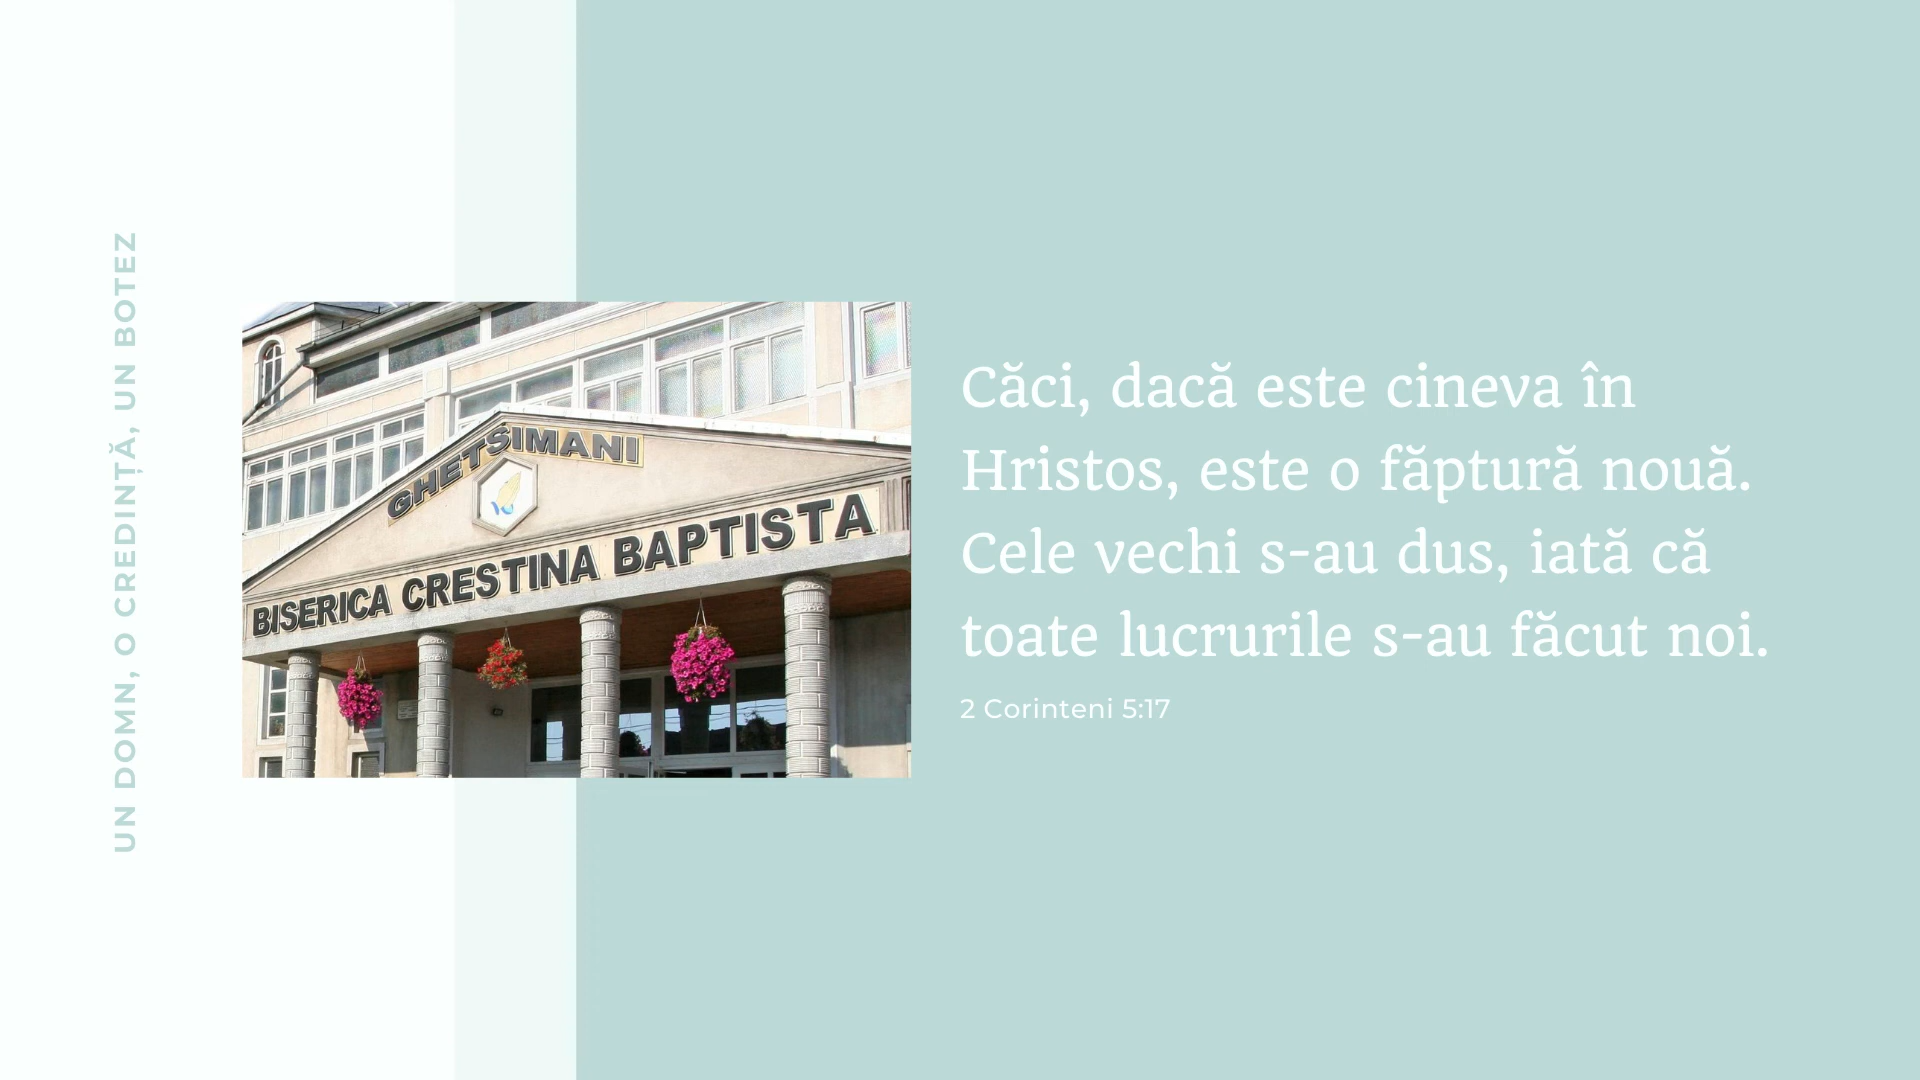 UN DOMN, O CREDINȚĂ, UN BOTEZ
GHETSIMANI
BISERICA CRESTINA BAPTISTA
Căci, dacă este cineva în
Hristos, este o făptură nouă.
Cele vechi s-au dus, iată că
toate lucrurile s-au făcut noi.
2 Corinteni 5:17